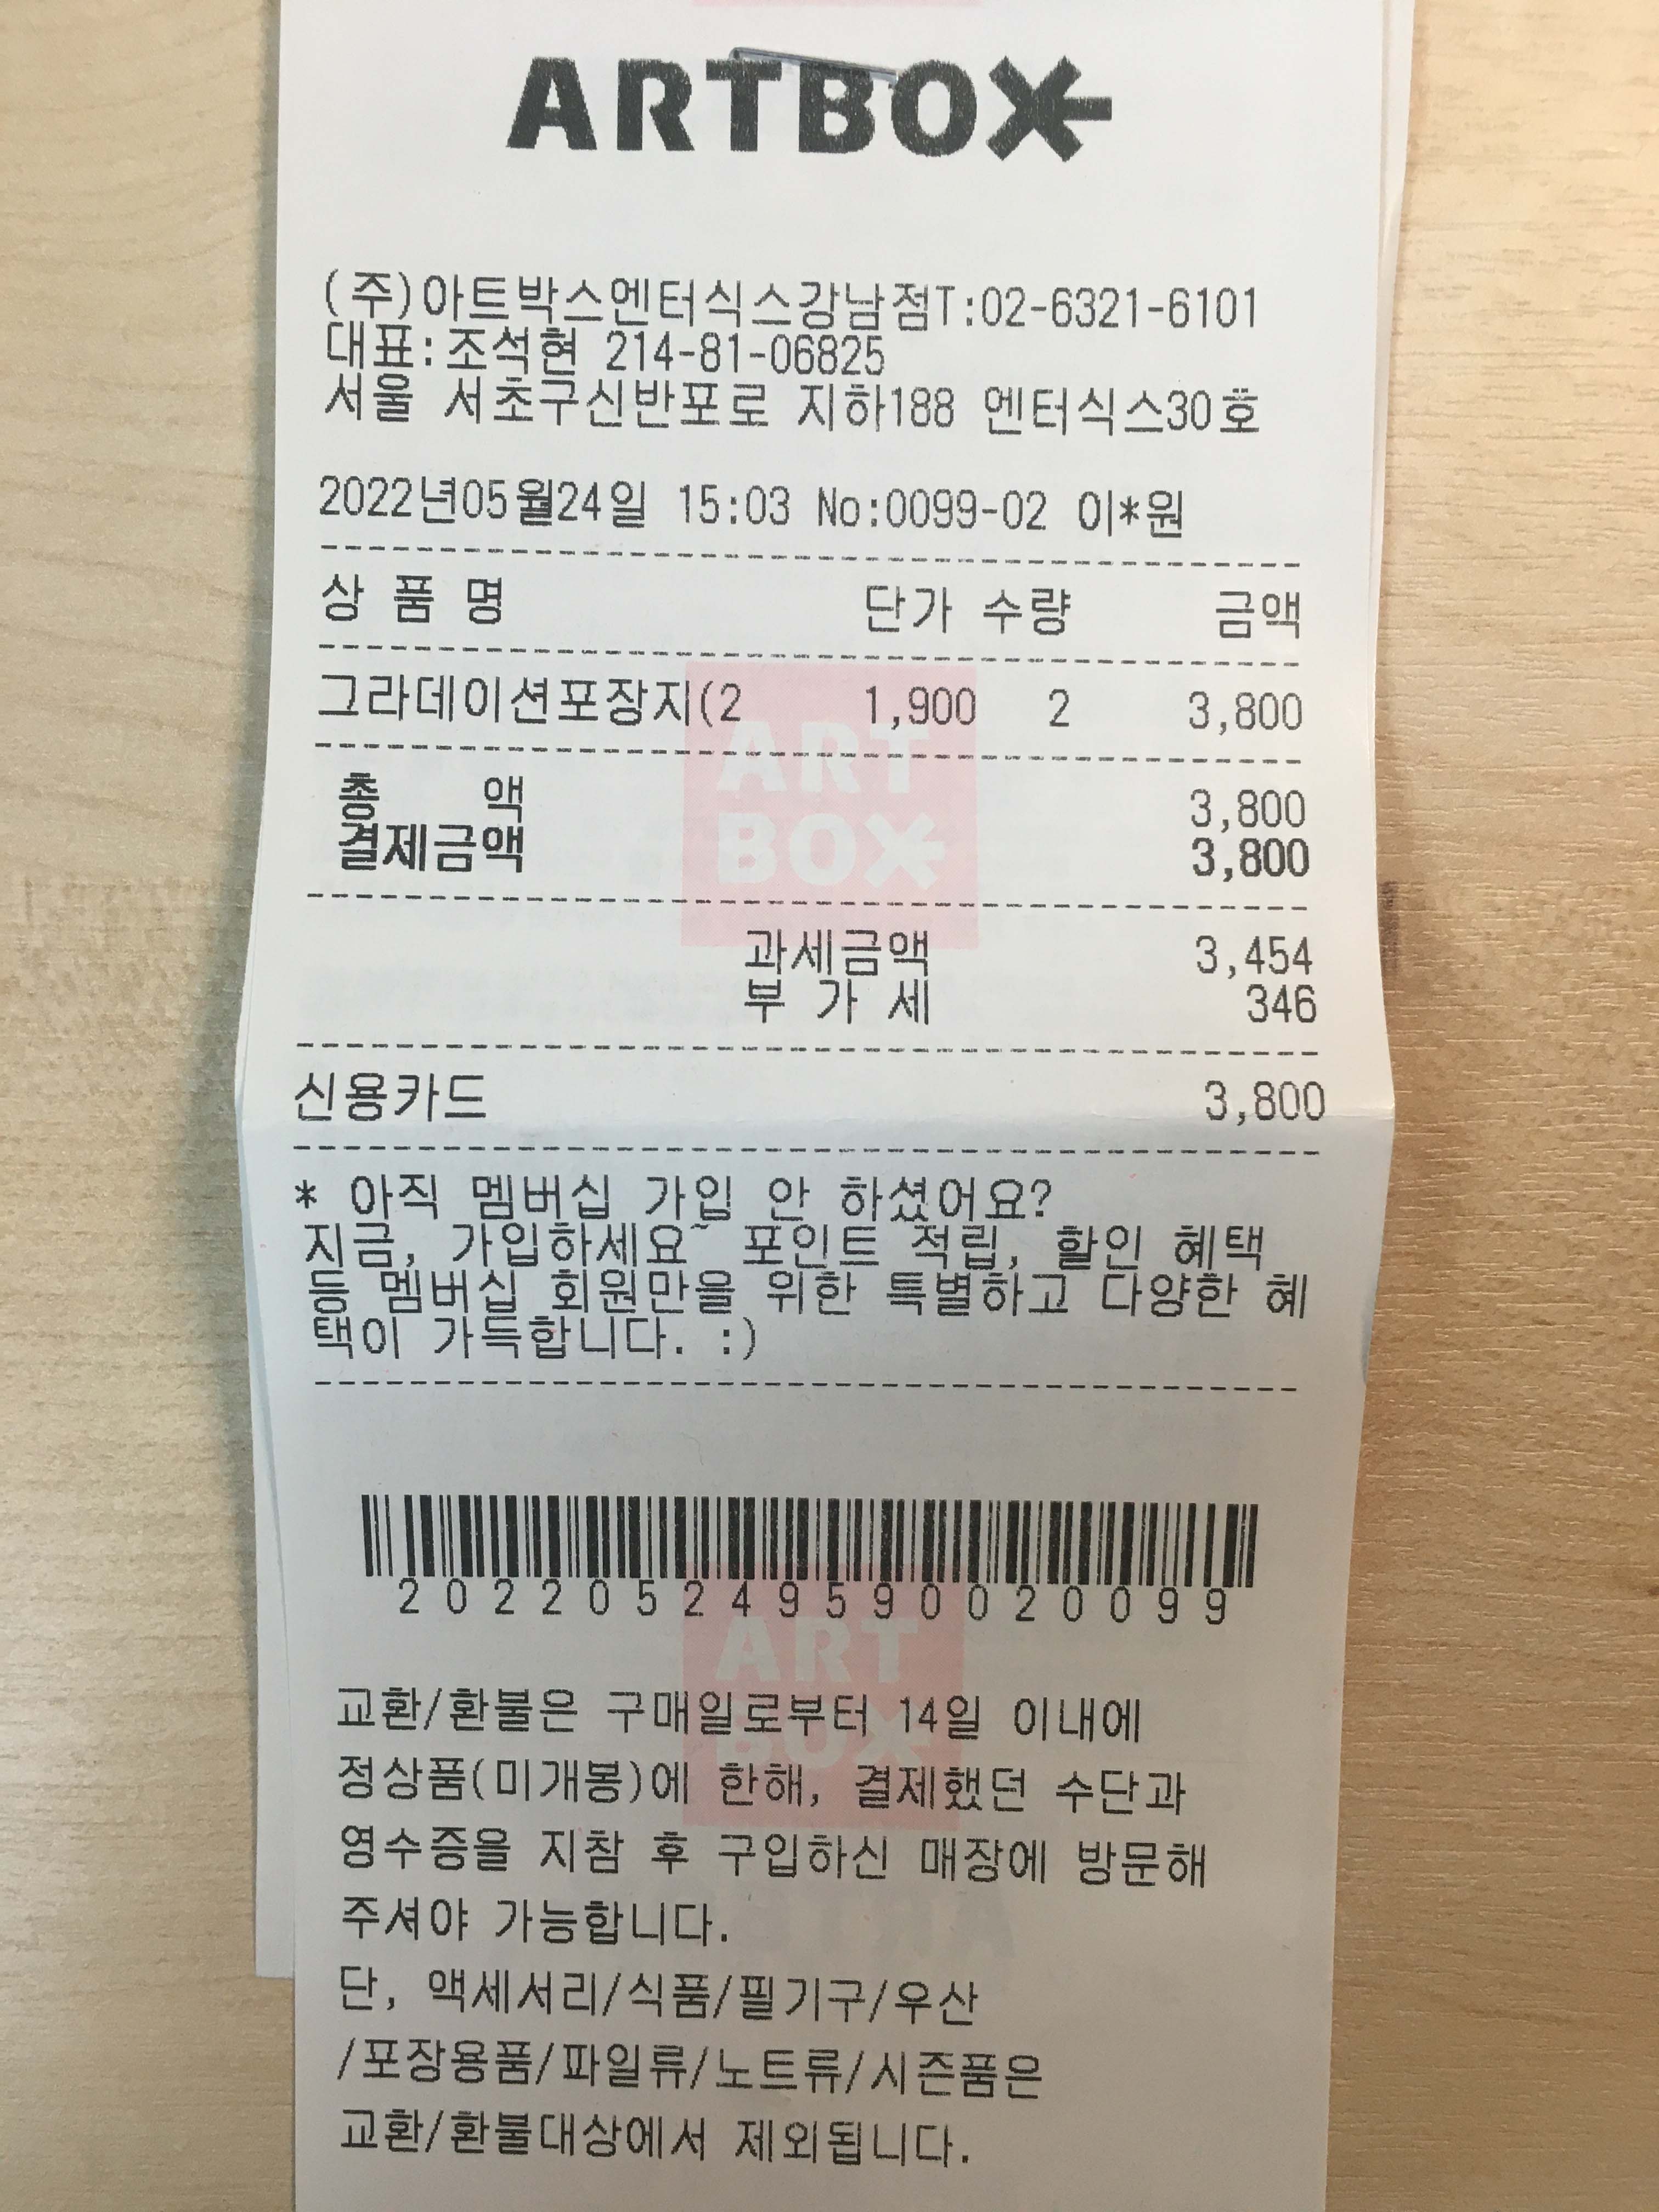 ARTBOX
(주)아트박스엔터식스강남점T:02-6321-6101
대표:조석현 214-81-06825
서울 서초구신반포로 지하188 엔터식스30호
2022년05월24일 15:03 No:0099-02 이*원
상 품 명 단가 수량 금액
그라데이션포장지(2 1,900 2 3,800
총 액 3,800
결제금액 3,800
과세금액 3,454
부 가 세 346
신용카드 3,800
* 아직 멤버십 가입 안 하셨어요?
지금, 가입하세요~ 포인트 적립, 할인 혜택
등 멤버십 회원만을 위한 특별하고 다양한 혜
택이 가득합니다. :)
202205249590020099
교환/환불은 구매일로부터 14일 이내에
정상품(미개봉)에 한해, 결제했던 수단과
영수증을 지참 후 구입하신 매장에 방문해
주셔야 가능합니다.
단, 액세서리/식품/필기구/우산
/포장용품/파일류/노트류/시즌품은
교환/환불대상에서 제외됩니다.
ART
BOX
ART
BOX